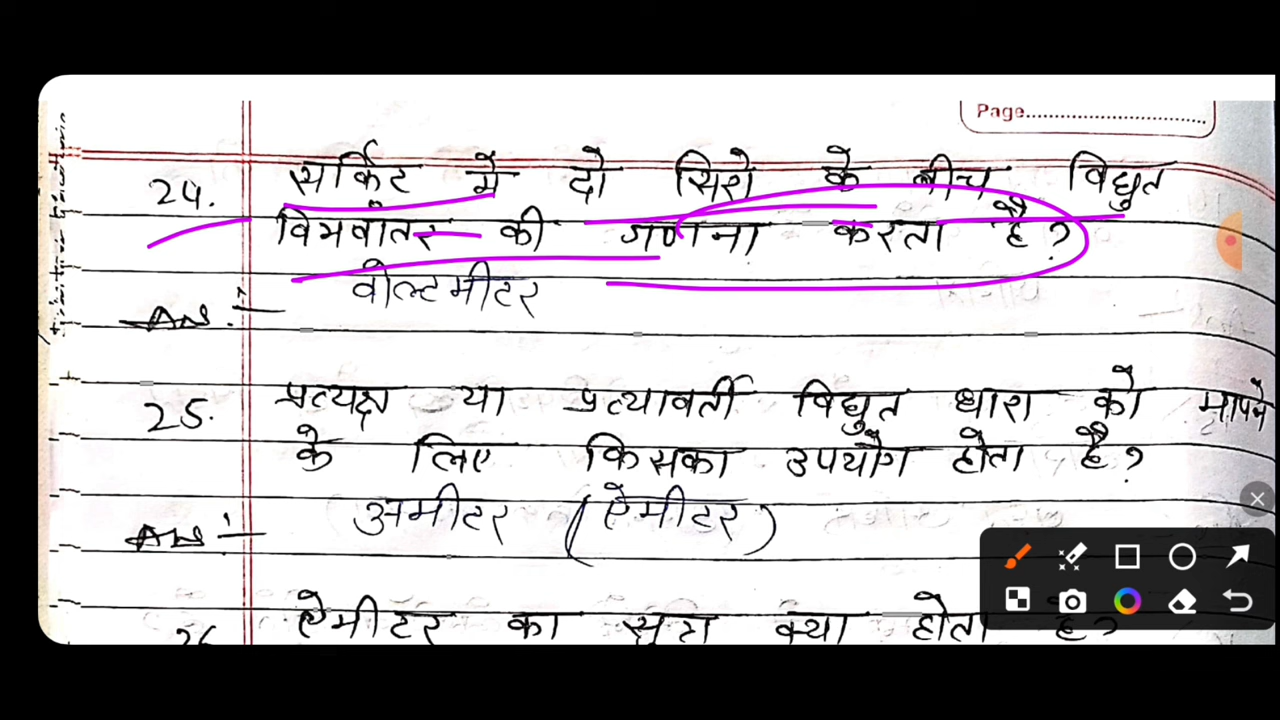 Page
24. सर्किट में दो सिरो के बीच विद्युत
विभवांतर की गणना करता है?
Ans:- वोल्टमीटर
25. प्रत्यक्ष या प्रत्यावर्ती विद्युत धारा को मापने
के लिए किसका उपयोग होता है?
Ans:- अमीटर (ऐमीटर)
26. ऐमीटर का सूत्र क्या होता है?